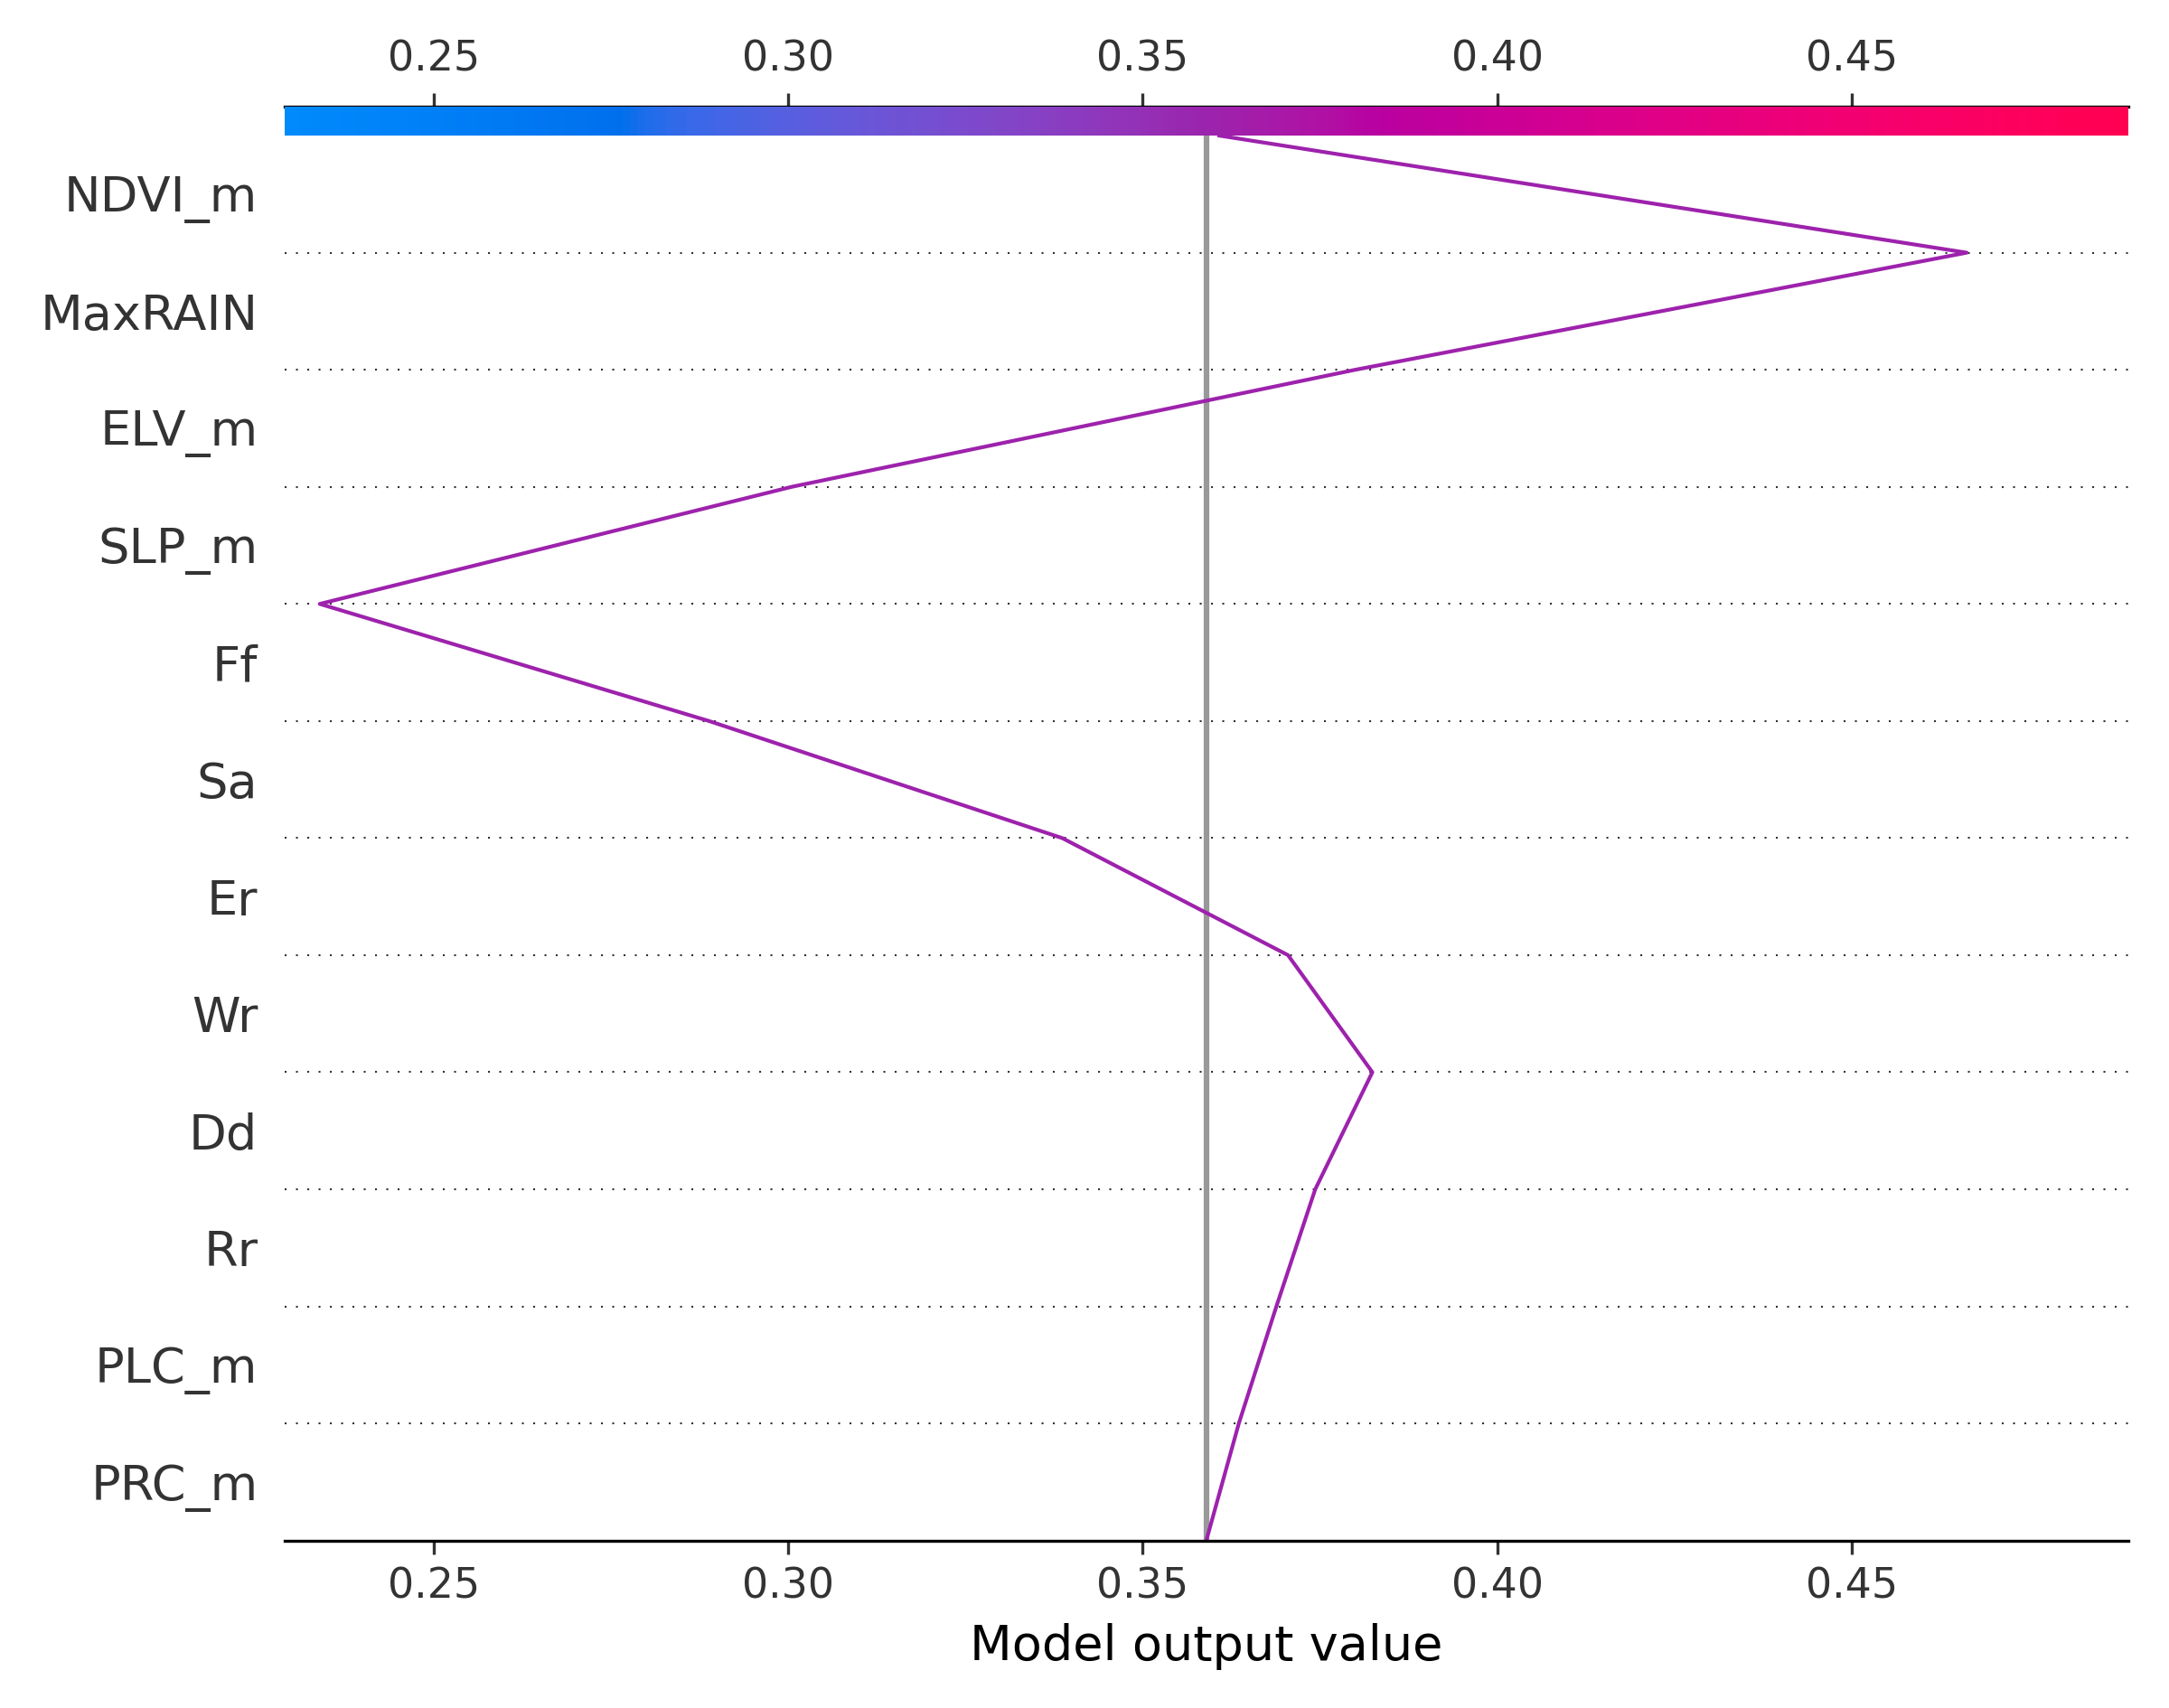 0.25 0.30 0.35 0.40 0.45
NDVI_m
MaxRAIN
ELV_m
SLP_m
Ff
Sa
Er
Wr
Dd
Rr
PLC_m
PRC_m
0.25 0.30 0.35 0.40 0.45
Model output value